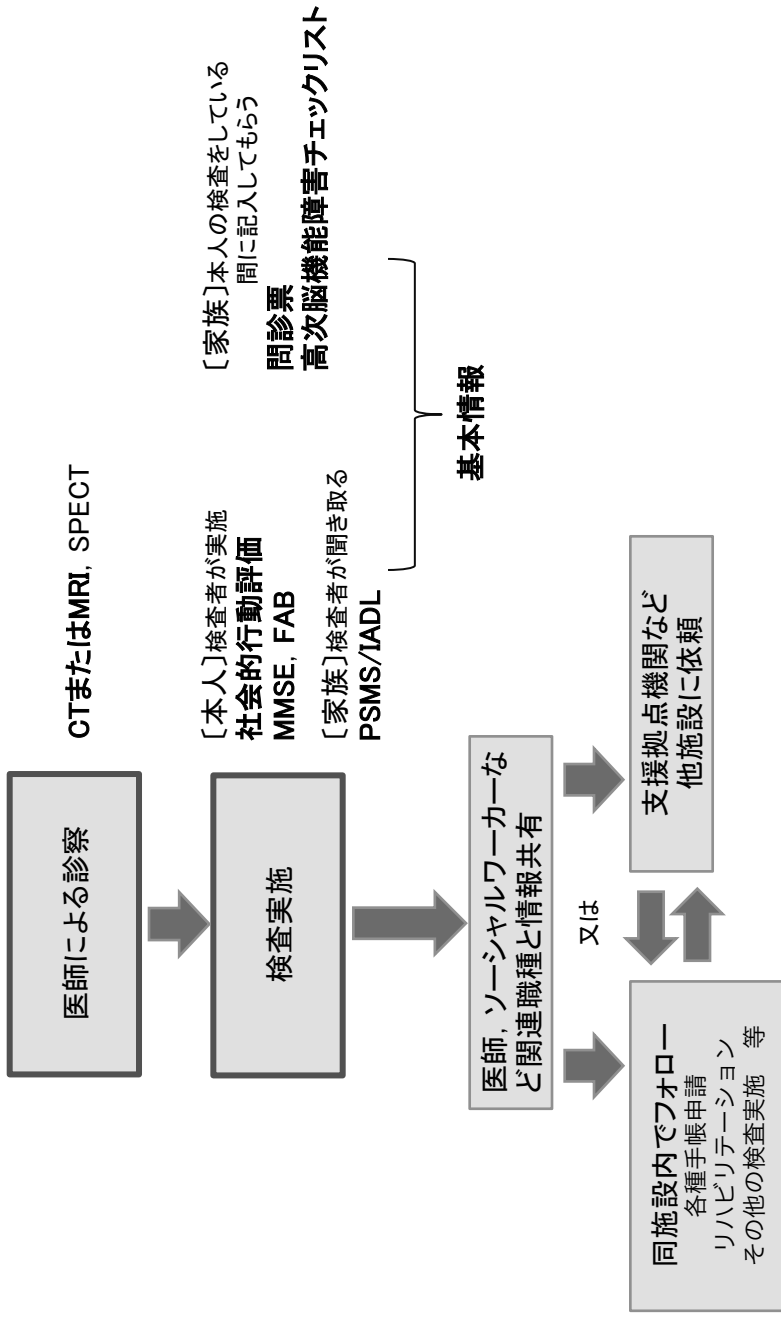 医師による診察
CTまたはMRI, SPECT
検査実施
［本人］検査者が実施
社会的行動評価
MMSE, FAB
［家族］検査者が聞き取る
PSMS/IADL
［家族］本人の検査をしている
間に記入してもらう
問診票
高次脳機能障害チェックリスト
基本情報
医師, ソーシャルワーカーな
ど関連職種と情報共有
又は
同施設内でフォロー
各種手帳申請
リハビリテーション
その他の検査実施　等
支援拠点機関など
他施設に依頼